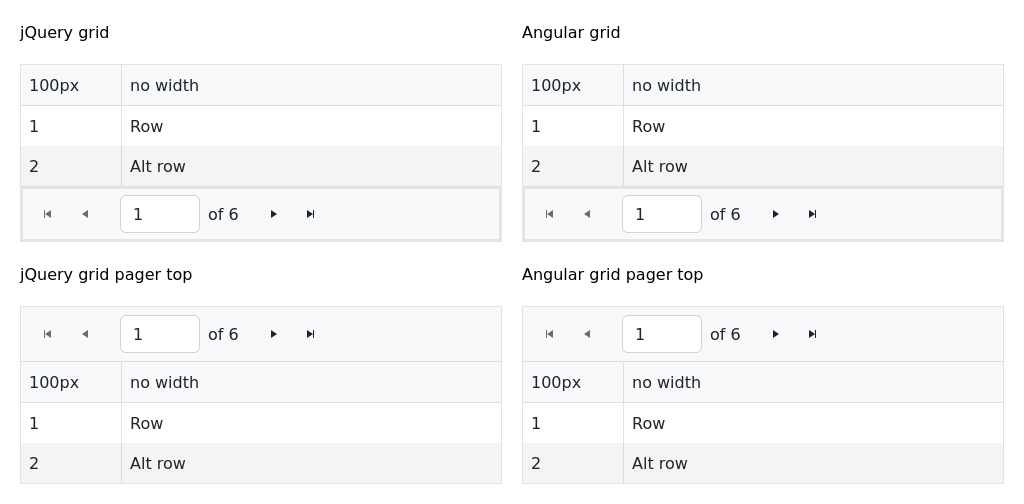 jQuery grid
100px no width
1 Row
2 Alt row
1 of 6
Angular grid
100px no width
1 Row
2 Alt row
1 of 6
jQuery grid pager top
1 of 6
100px no width
1 Row
2 Alt row
Angular grid pager top
1 of 6
100px no width
1 Row
2 Alt row